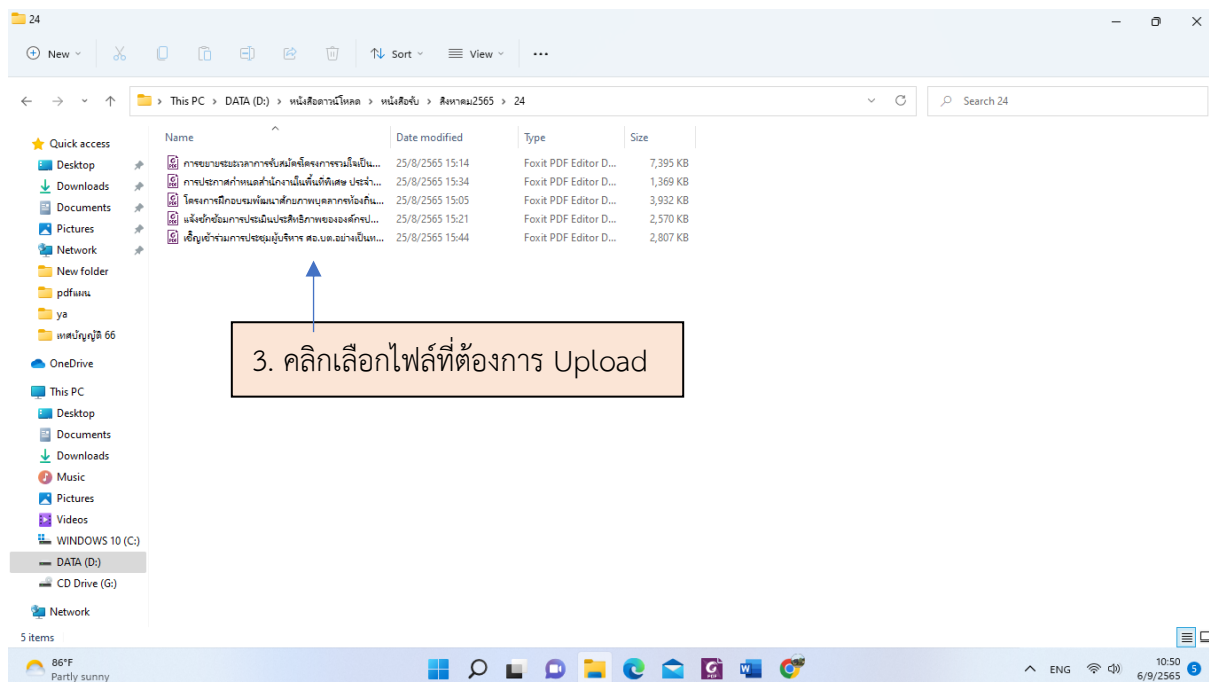 24
New
Sort
View
This PC > DATA (D:) > หนังสือดาวน์โหลด > หนังสือรับ > สิงหาคม2565 > 24
Search 24
Name Date modified Type Size
การขยายระยะเวลาการรับสมัครโครงการรวมใจเป็น... 25/8/2565 15:14 Foxit PDF Editor D... 7,395 KB
การประกาศกำหนดสำนักงานในพื้นที่พิเศษ ประจำ... 25/8/2565 15:34 Foxit PDF Editor D... 1,369 KB
โครงการฝึกอบรมพัฒนาศักยภาพบุคลากรท้องถิ่น... 25/8/2565 15:05 Foxit PDF Editor D... 3,932 KB
แจ้งซักซ้อมการประเมินประสิทธิภาพขององค์กรป... 25/8/2565 15:21 Foxit PDF Editor D... 2,570 KB
เชิญเข้าร่วมการประชุมผู้บริหาร ศอ.บต.อย่างเป็นท... 25/8/2565 15:44 Foxit PDF Editor D... 2,807 KB
Quick access
Desktop
Downloads
Documents
Pictures
Network
New folder
pdfแผน
ya
เทศบัญญัติ 66
OneDrive
This PC
Desktop
Documents
Downloads
Music
Pictures
Videos
WINDOWS 10 (C:)
DATA (D:)
CD Drive (G:)
Network
3. คลิกเลือกไฟล์ที่ต้องการ Upload
5 items
86°F
Partly sunny
ENG
10:50
6/9/2565
5